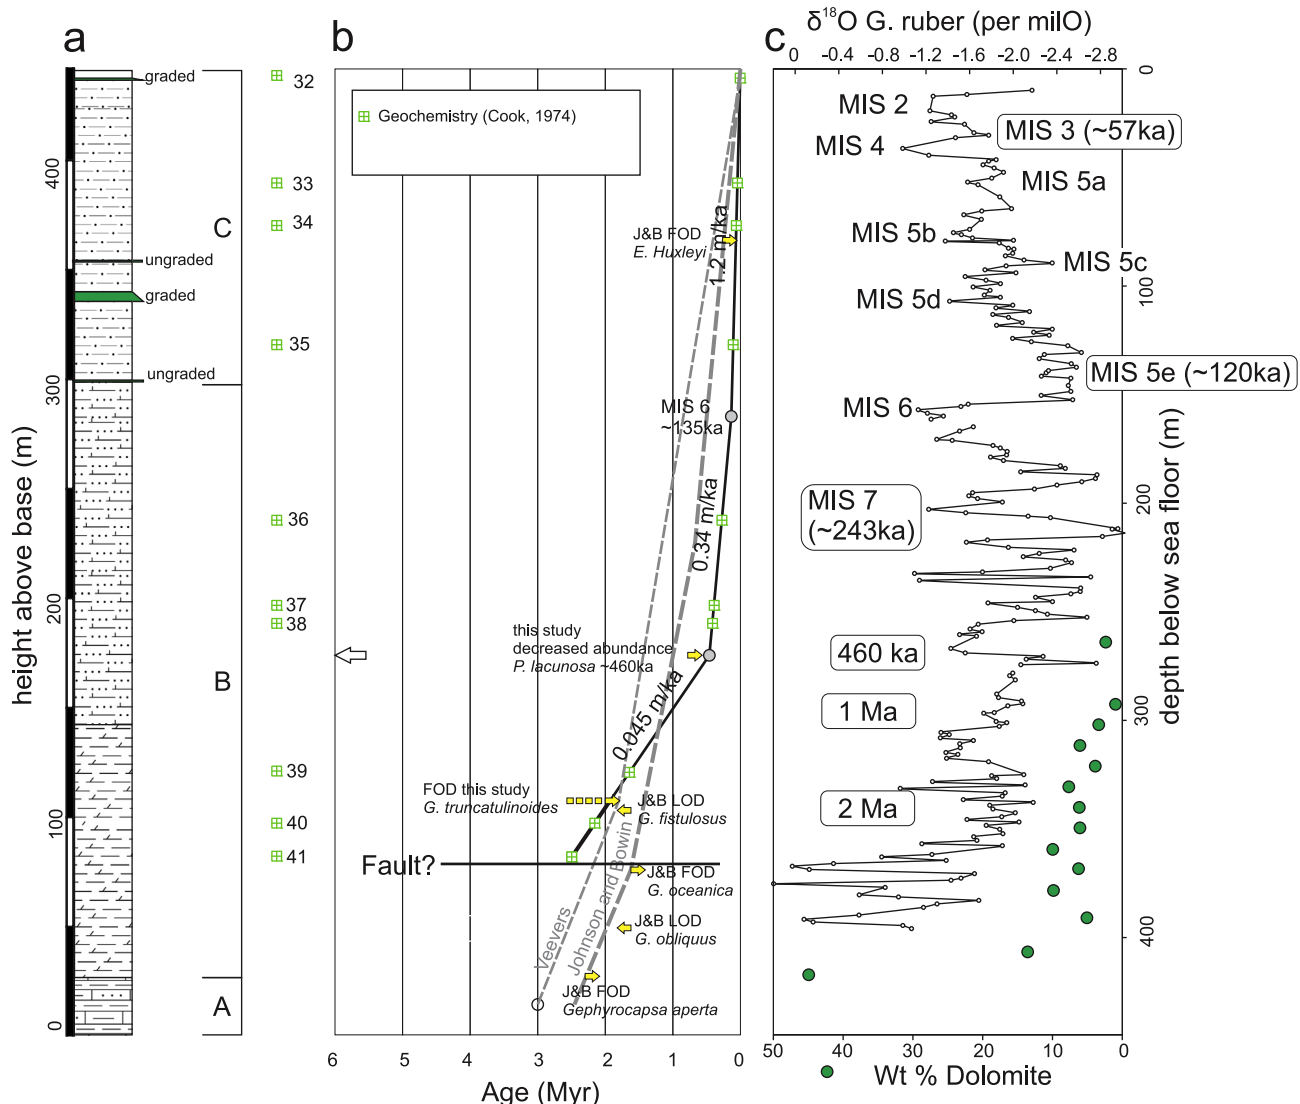 a
b
c
δ18O G. ruber (per milO)
0 -0.4 -0.8 -1.2 -1.6 -2.0 -2.4 -2.8
graded
32
Geochemistry (Cook, 1974)
0
MIS 2
MIS 3 (~57ka)
MIS 4
400
33
MIS 5a
34
C
J&B FOD
E. Huxleyi
1.2 m/ka
MIS 5b
ungraded
MIS 5c
graded
MIS 5d
100
35
ungraded
300
MIS 5e (~120ka)
MIS 6
~135ka
MIS 6
height above base (m)
depth below sea floor (m)
36
0.34 m/ka
MIS 7
(~243ka)
200
200
37
38
this study
decreased abundance
P. lacunosa ~460ka
460 ka
B
0.045 m/ka
1 Ma
300
39
FOD this study
G. truncatulinoides
J&B LOD
G. fistulosus
2 Ma
100
40
41
Fault?
J&B FOD
G. oceanica
Veevers
Johnson and Bowin
J&B LOD
G. obliquus
400
A
J&B FOD
Gephyrocapsa aperta
0
6 5 4 3 2 1 0
Age (Myr)
50 40 30 20 10 0
Wt % Dolomite